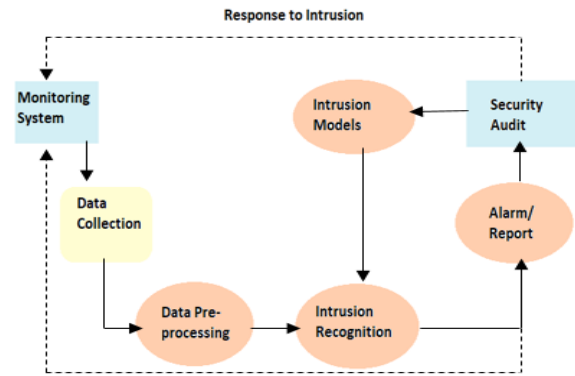 Response to Intrusion
Monitoring
System
Intrusion
Models
Security
Audit
Data
Collection
Alarm/
Report
Data Pre-
processing
Intrusion
Recognition